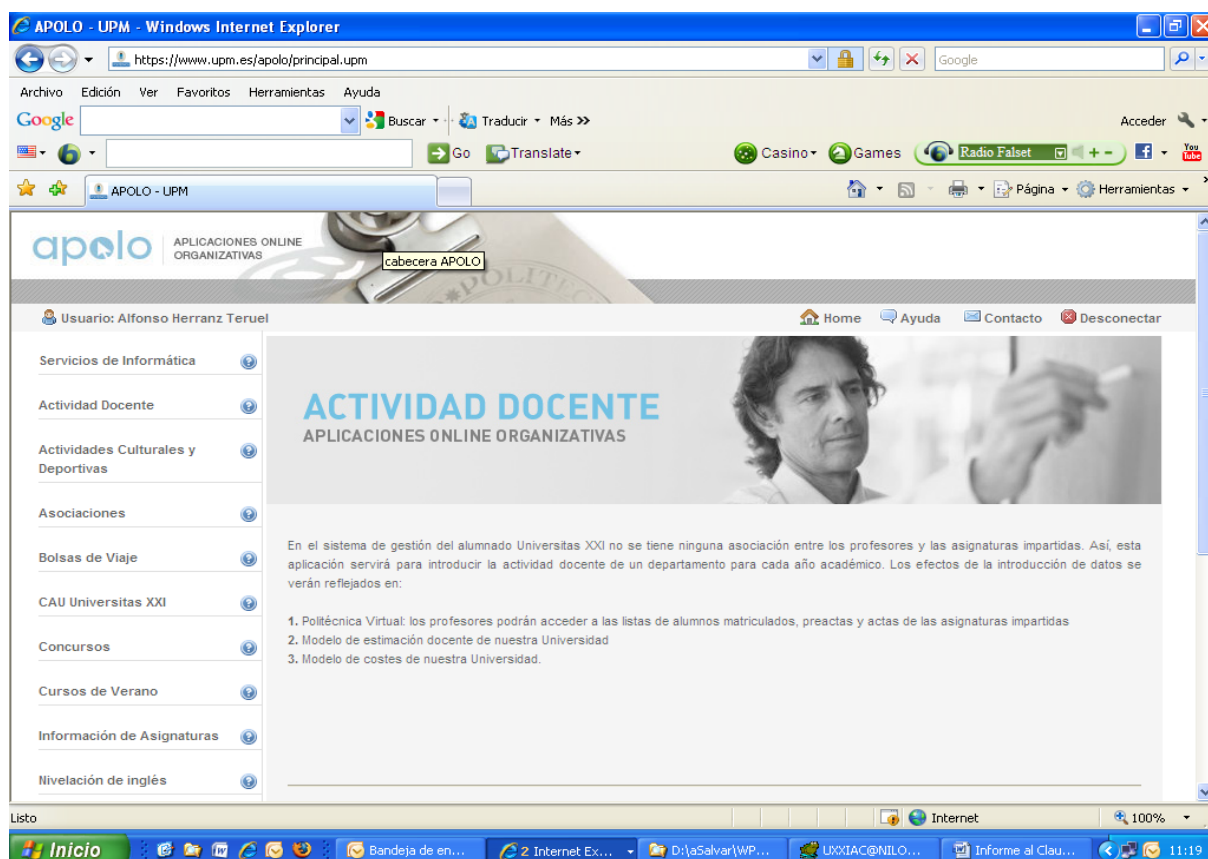 APOLO - UPM - Windows Internet Explorer
https://www.upm.es/apolo/principal.upm
Google
Archivo Edición Ver Favoritos Herramientas Ayuda
Google Buscar Traducir Más >> Acceder
Go Translate Casino Games Radio Falset You Tube
APOLO - UPM Página Herramientas
apolo APLICACIONES ONLINE
ORGANIZATIVAS
cabecera APOLO
POLITÉC
Usuario: Alfonso Herranz Teruel Home Ayuda Contacto Desconectar
Servicios de Informática
Actividad Docente
Actividades Culturales y
Deportivas
Asociaciones
Bolsas de Viaje
CAU Universitas XXI
Concursos
Cursos de Verano
Información de Asignaturas
Nivelación de inglés
ACTIVIDAD DOCENTE
APLICACIONES ONLINE ORGANIZATIVAS
En el sistema de gestión del alumnado Universitas XXI no se tiene ninguna asociación entre los profesores y las asignaturas impartidas. Así, esta
aplicación servirá para introducir la actividad docente de un departamento para cada año académico. Los efectos de la introducción de datos se
verán reflejados en:
1. Politécnica Virtual: los profesores podrán acceder a las listas de alumnos matriculados, preactas y actas de las asignaturas impartidas
2. Modelo de estimación docente de nuestra Universidad
3. Modelo de costes de nuestra Universidad.
Listo Internet 100%
Inicio Bandeja de en... 2 Internet Ex... D:\aSalvar\WP... UXXIAC@NILO... Informe al Clau... 11:19